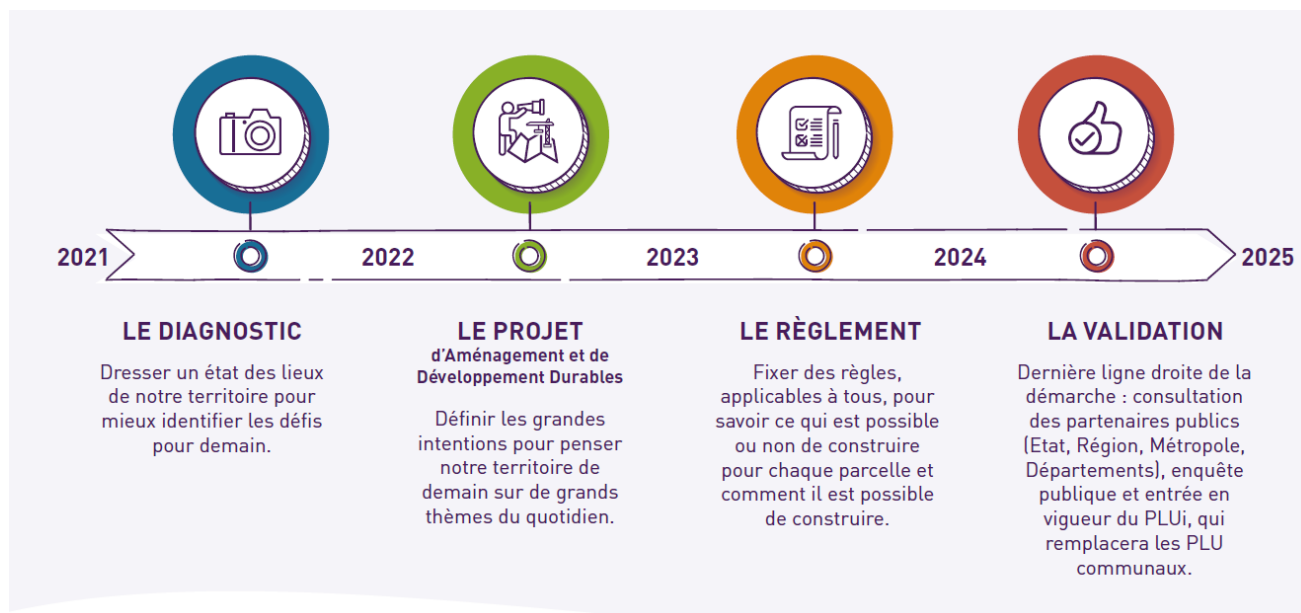 2021
2022
2023
2024
2025
LE DIAGNOSTIC
Dresser un état des lieux
de notre territoire pour
mieux identifier les défis
pour demain.
LE PROJET
d'Aménagement et de
Développement Durables
Définir les grandes
intentions pour penser
notre territoire de
demain sur de grands
thèmes du quotidien.
LE RÈGLEMENT
Fixer des règles,
applicables à tous, pour
savoir ce qui est possible
ou non de construire
pour chaque parcelle et
comment il est possible
de construire.
LA VALIDATION
Dernière ligne droite de la
démarche : consultation
des partenaires publics
(Etat, Région, Métropole,
Départements), enquête
publique et entrée en
vigueur du PLUi, qui
remplacera les PLU
communaux.